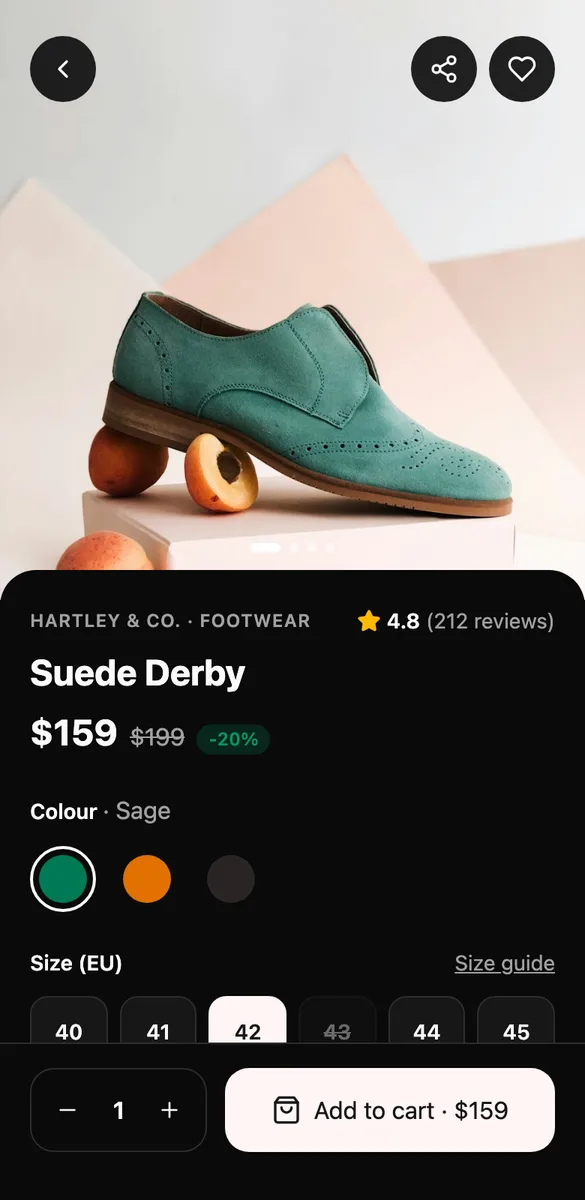 HARTLEY & CO. · FOOTWEAR
4.8 (212 reviews)
Suede Derby
$159 $199 -20%
Colour · Sage
Size (EU) Size guide
40 41 42 43 44 45
1 Add to cart · $159